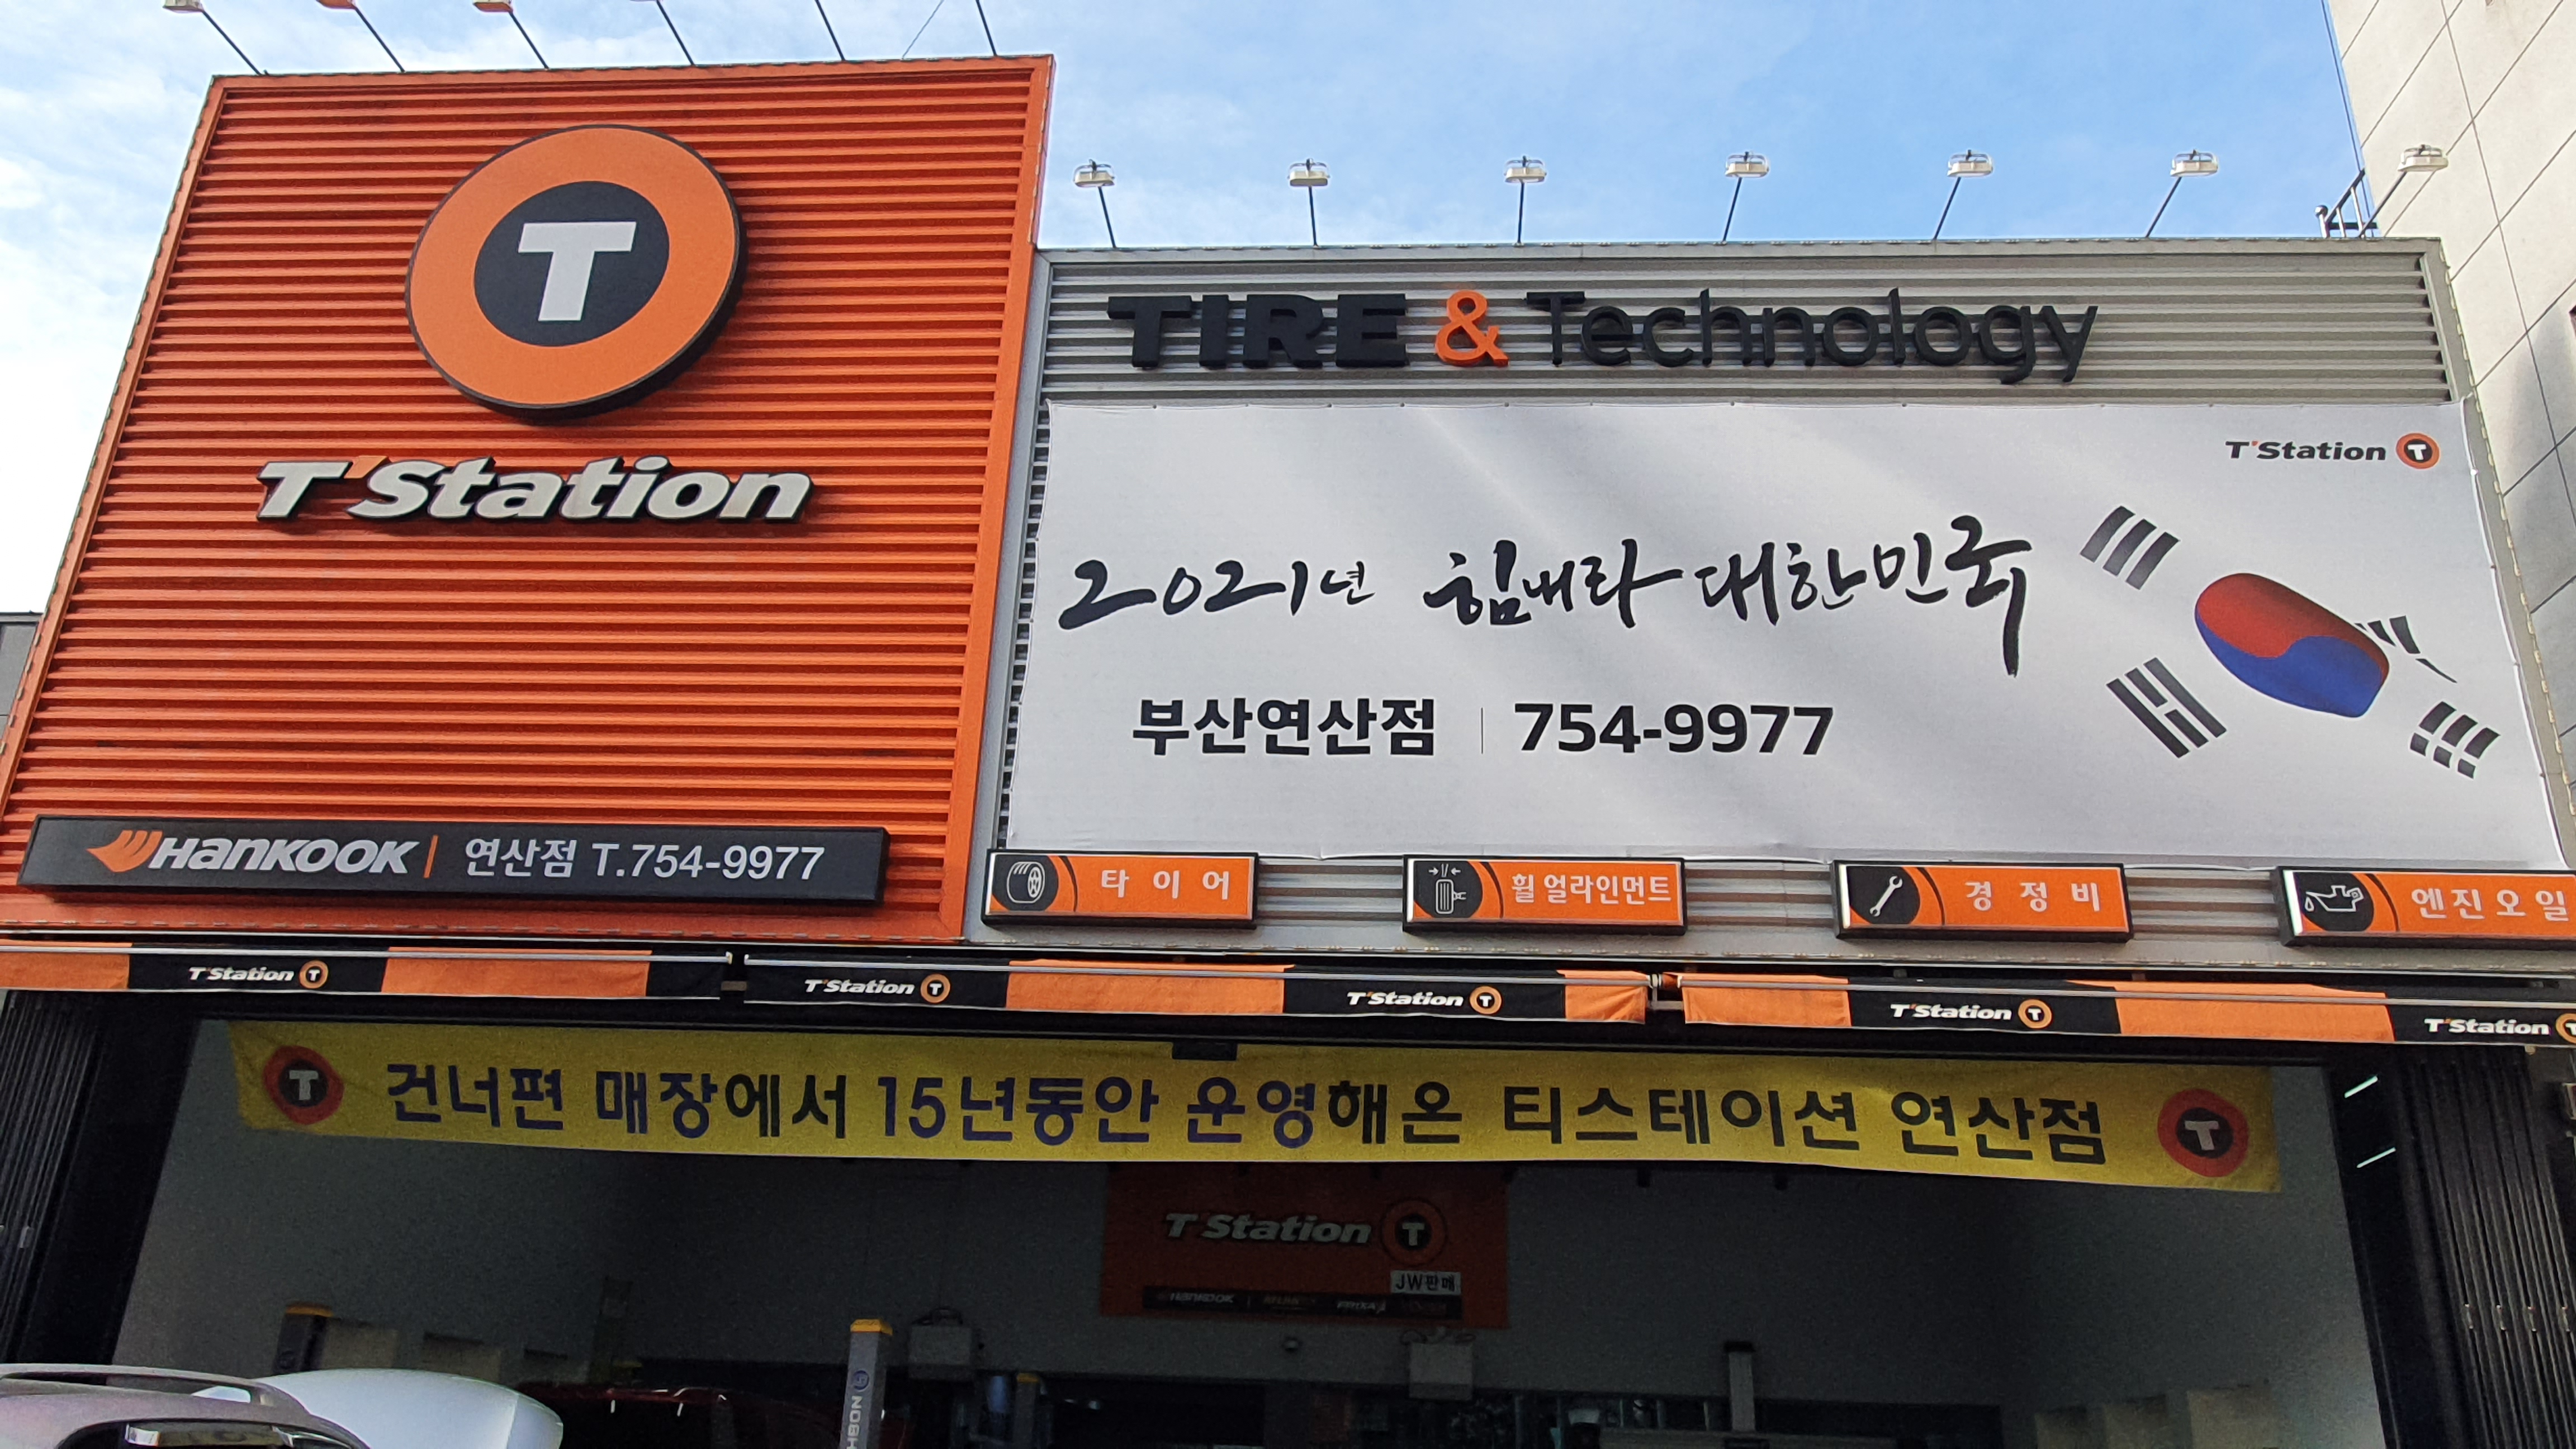 T
T'Station
HANKOOK | 연산점 T.754-9977
TIRE & Technology
T'Station T
2021년 힘내라 대한민국
부산연산점 | 754-9977
타이어
휠 얼라인먼트
경정비
엔진오일
T'Station T
T'Station T
T'Station T
T'Station T
T'Station
T 건너편 매장에서 15년동안 운영해온 티스테이션 연산점 T
T'Station T
JW판매
HANKOOK
HBON